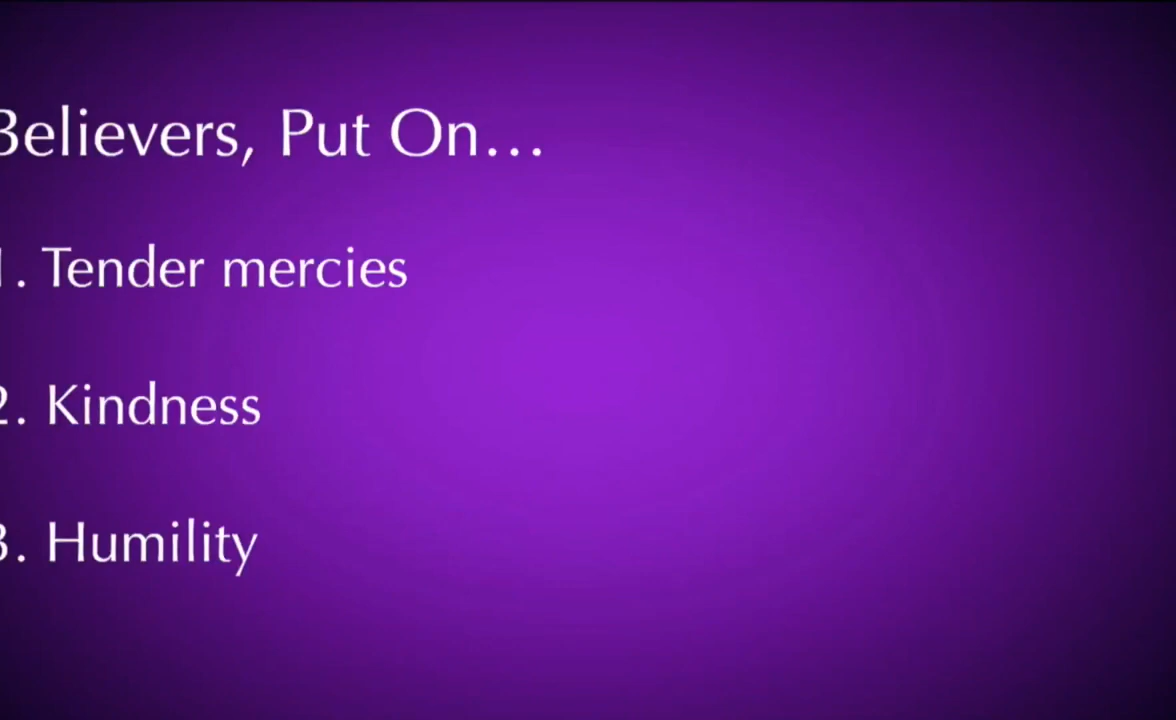 Believers, Put On...
1. Tender mercies
2. Kindness
3. Humility